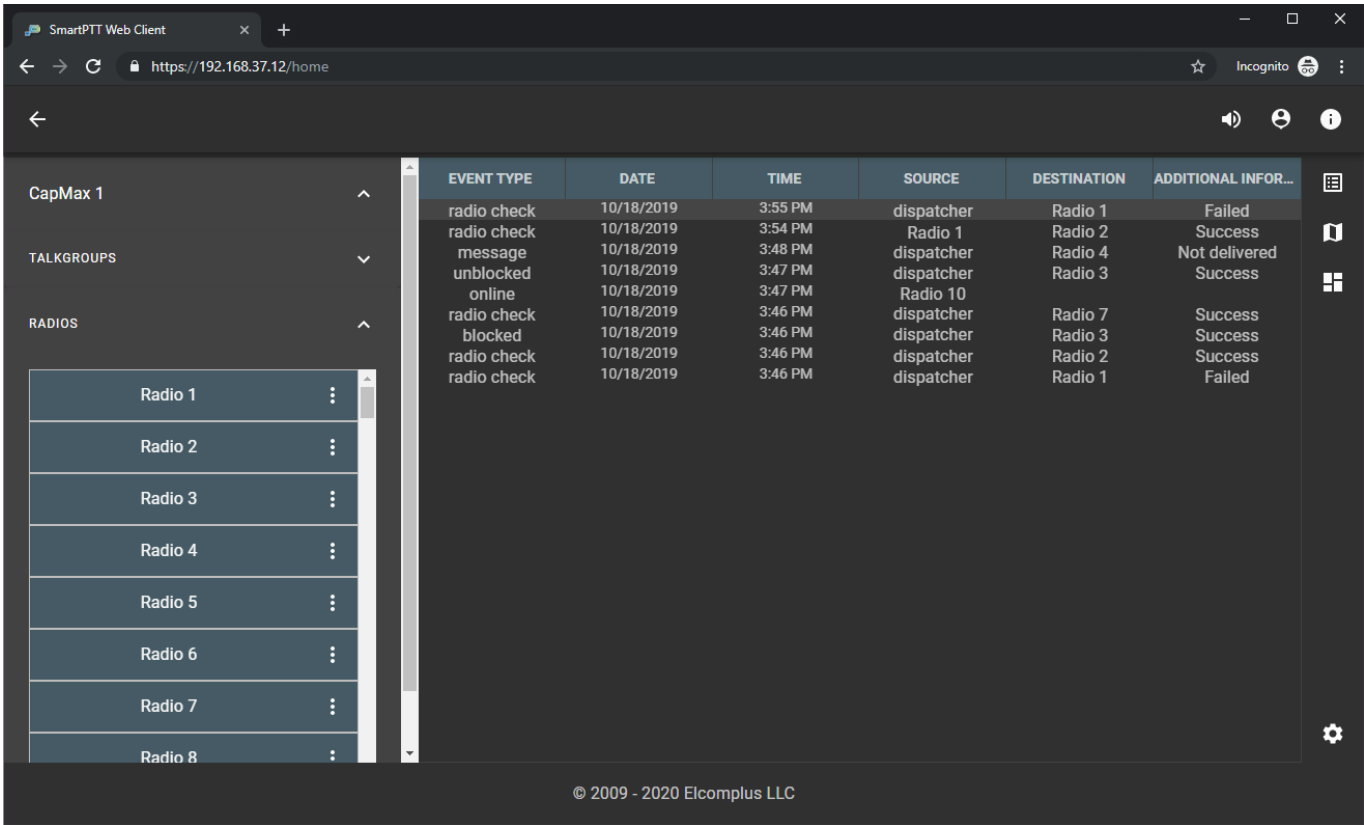 SmartPTT Web Client
https://192.168.37.12/home
Incognito
CapMax 1
TALKGROUPS
RADIOS
Radio 1
Radio 2
Radio 3
Radio 4
Radio 5
Radio 6
Radio 7
Radio 8
EVENT TYPE DATE TIME SOURCE DESTINATION ADDITIONAL INFOR...
radio check 10/18/2019 3:55 PM dispatcher Radio 1 Failed
radio check 10/18/2019 3:54 PM Radio 1 Radio 2 Success
message 10/18/2019 3:48 PM dispatcher Radio 4 Not delivered
unblocked 10/18/2019 3:47 PM dispatcher Radio 3 Success
online 10/18/2019 3:47 PM Radio 10
radio check 10/18/2019 3:46 PM dispatcher Radio 7 Success
blocked 10/18/2019 3:46 PM dispatcher Radio 3 Success
radio check 10/18/2019 3:46 PM dispatcher Radio 2 Success
radio check 10/18/2019 3:46 PM dispatcher Radio 1 Failed
© 2009 - 2020 Elcomplus LLC